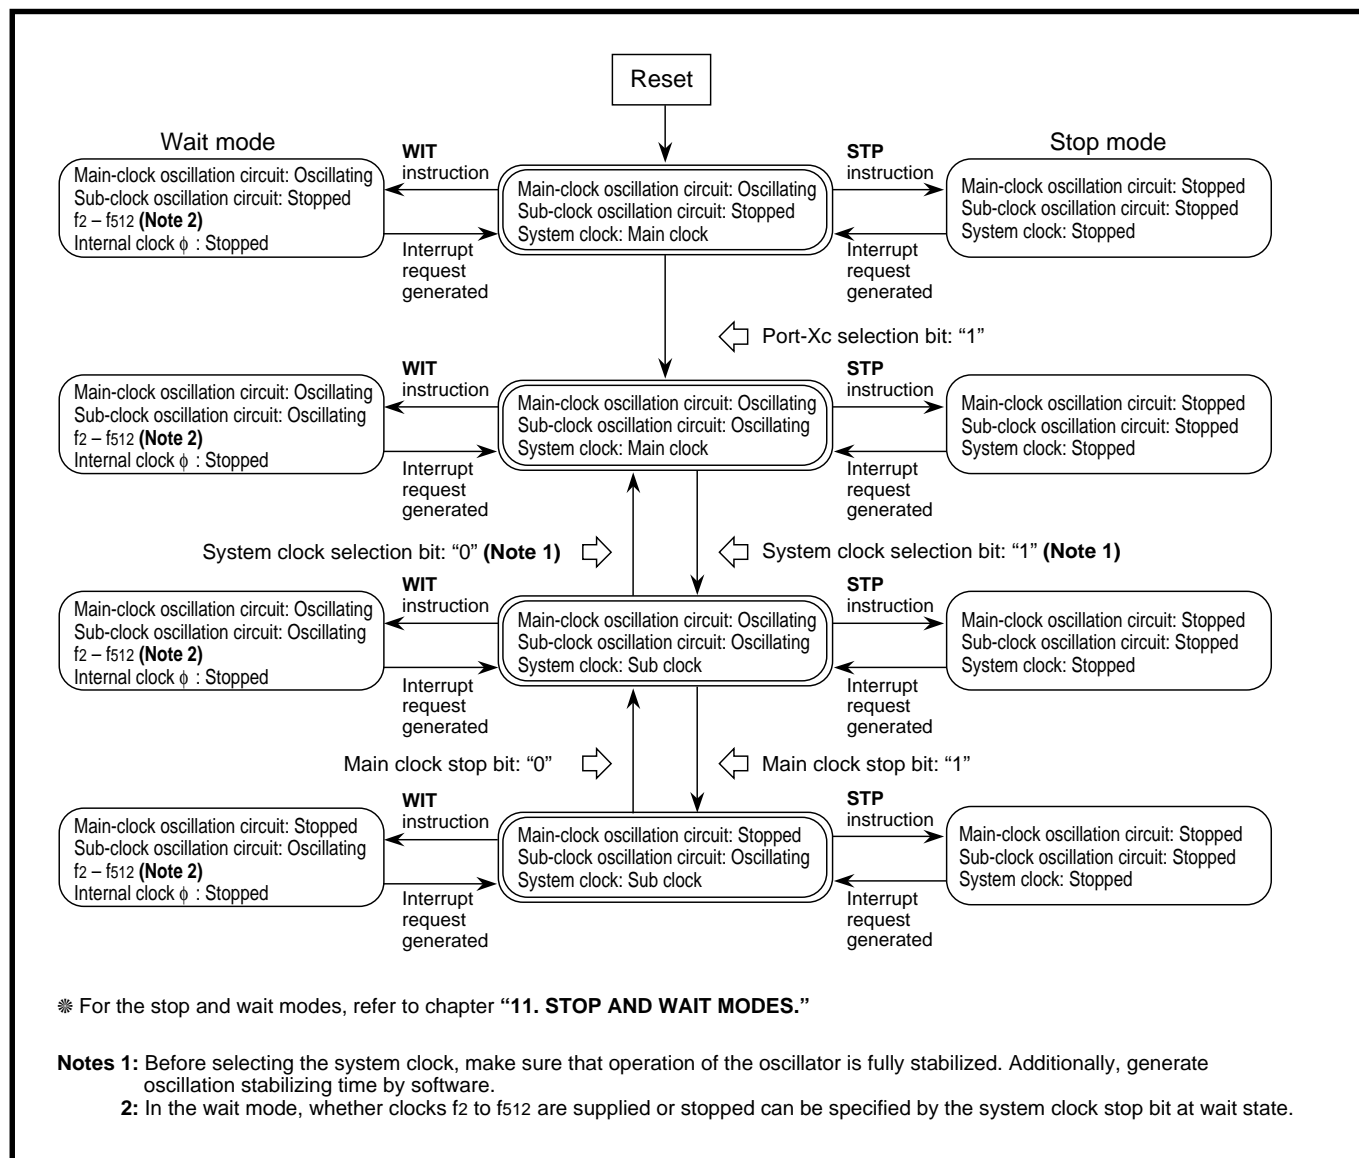 Reset
Wait mode
Stop mode
Main-clock oscillation circuit: Oscillating
Sub-clock oscillation circuit: Stopped
f2 – f512 (Note 2)
Internal clock ϕ : Stopped
WIT
instruction
Interrupt
request
generated
Main-clock oscillation circuit: Oscillating
Sub-clock oscillation circuit: Stopped
System clock: Main clock
STP
instruction
Interrupt
request
generated
Main-clock oscillation circuit: Stopped
Sub-clock oscillation circuit: Stopped
System clock: Stopped
Port-Xc selection bit: “1”
Main-clock oscillation circuit: Oscillating
Sub-clock oscillation circuit: Oscillating
f2 – f512 (Note 2)
Internal clock ϕ : Stopped
WIT
instruction
Interrupt
request
generated
Main-clock oscillation circuit: Oscillating
Sub-clock oscillation circuit: Oscillating
System clock: Main clock
STP
instruction
Interrupt
request
generated
Main-clock oscillation circuit: Stopped
Sub-clock oscillation circuit: Stopped
System clock: Stopped
System clock selection bit: “0” (Note 1)
System clock selection bit: “1” (Note 1)
Main-clock oscillation circuit: Oscillating
Sub-clock oscillation circuit: Oscillating
f2 – f512 (Note 2)
Internal clock ϕ : Stopped
WIT
instruction
Interrupt
request
generated
Main-clock oscillation circuit: Oscillating
Sub-clock oscillation circuit: Oscillating
System clock: Sub clock
STP
instruction
Interrupt
request
generated
Main-clock oscillation circuit: Stopped
Sub-clock oscillation circuit: Stopped
System clock: Stopped
Main clock stop bit: “0”
Main clock stop bit: “1”
Main-clock oscillation circuit: Stopped
Sub-clock oscillation circuit: Oscillating
f2 – f512 (Note 2)
Internal clock ϕ : Stopped
WIT
instruction
Interrupt
request
generated
Main-clock oscillation circuit: Stopped
Sub-clock oscillation circuit: Oscillating
System clock: Sub clock
STP
instruction
Interrupt
request
generated
Main-clock oscillation circuit: Stopped
Sub-clock oscillation circuit: Stopped
System clock: Stopped
❊ For the stop and wait modes, refer to chapter “11. STOP AND WAIT MODES.”
Notes 1: Before selecting the system clock, make sure that operation of the oscillator is fully stabilized. Additionally, generate
oscillation stabilizing time by software.
2: In the wait mode, whether clocks f2 to f512 are supplied or stopped can be specified by the system clock stop bit at wait state.